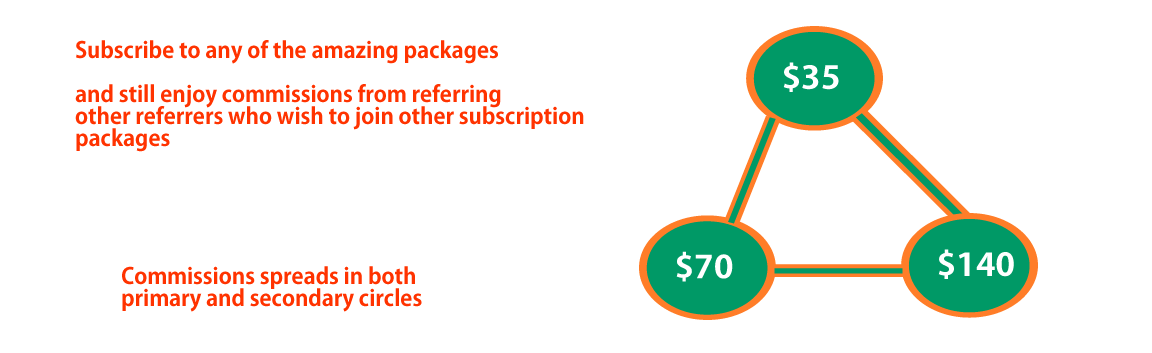 Subscribe to any of the amazing packages
and still enjoy commissions from referring
other referrers who wish to join other subscription
packages
Commissions spreads in both
primary and secondary circles
$35
$70
$140